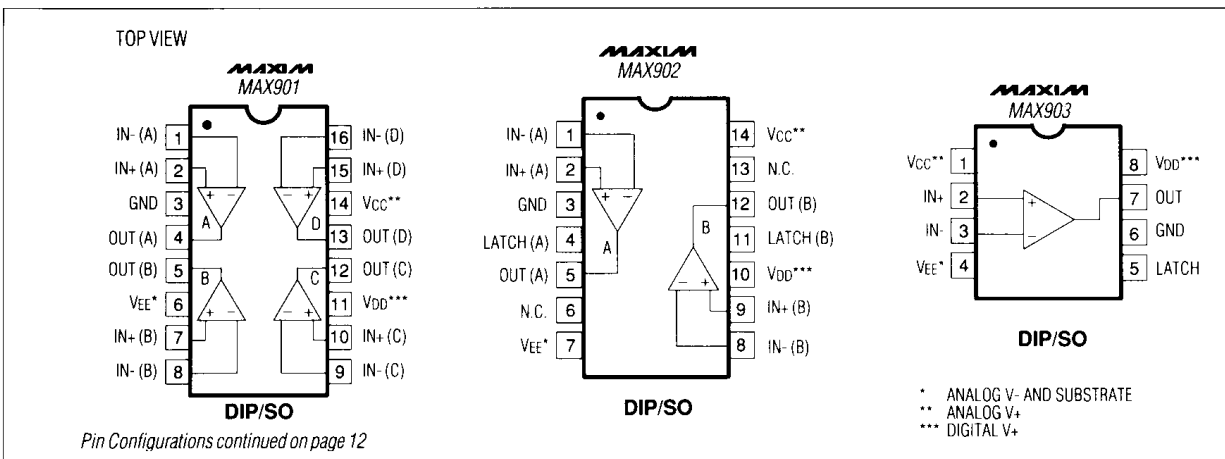 TOP VIEW
MAXIM
MAX901
IN- (A) 1
IN+ (A) 2
GND 3
OUT (A) 4
OUT (B) 5
VEE* 6
IN+ (B) 7
IN- (B) 8
16 IN- (D)
15 IN+ (D)
14 VCC**
13 OUT (D)
12 OUT (C)
11 VDD***
10 IN+ (C)
9 IN- (C)
+ −
A
− +
D
B
+ −
C
− +
DIP/SO
Pin Configurations continued on page 12
MAXIM
MAX902
IN- (A) 1
IN+ (A) 2
GND 3
LATCH (A) 4
OUT (A) 5
N.C. 6
VEE* 7
14 VCC**
13 N.C.
12 OUT (B)
11 LATCH (B)
10 VDD***
9 IN+ (B)
8 IN- (B)
+ −
A
B
− +
DIP/SO
MAXIM
MAX903
VCC** 1
IN+ 2
IN- 3
VEE* 4
8 VDD***
7 OUT
6 GND
5 LATCH
+
−
DIP/SO
* ANALOG V- AND SUBSTRATE
** ANALOG V+
*** DIGITAL V+